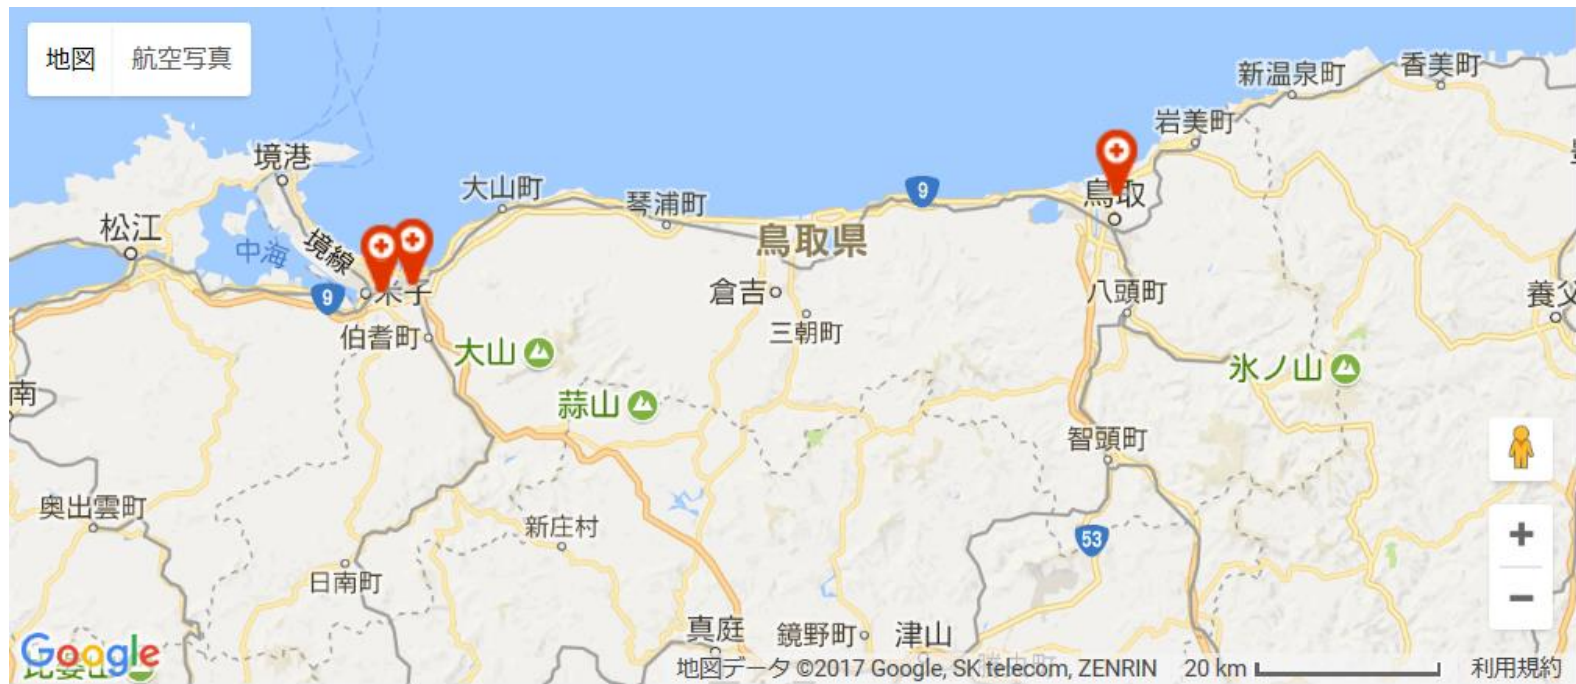 地図
航空写真
新温泉町
香美町
岩美町
境港
大山町
琴浦町
9
鳥取
松江
中海
境線
鳥取県
9
米子
倉吉
八頭町
養父
伯耆町
大山
三朝町
氷ノ山
南
蒜山
智頭町
奥出雲町
新庄村
53
日南町
真庭
鏡野町
津山
Google
地図データ ©2017 Google, SK telecom, ZENRIN
20 km
利用規約